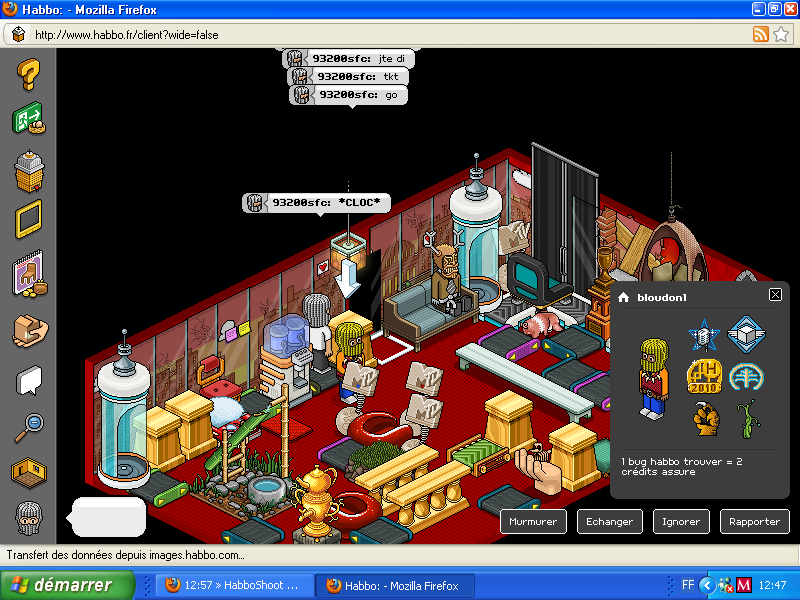 Habbo: - Mozilla Firefox
http://www.habbo.fr/client?wide=false
93200sfc: jte di
93200sfc: tkt
93200sfc: go
93200sfc: *CLOC*
bloudon1
2010
1 bug habbo trouver = 2
crédits assure
Murmurer
Echanger
Ignorer
Rapporter
Transfert des données depuis images.habbo.com...
démarrer
12:57 » HabboShoot ...
Habbo: - Mozilla Firefox
FF
12:47